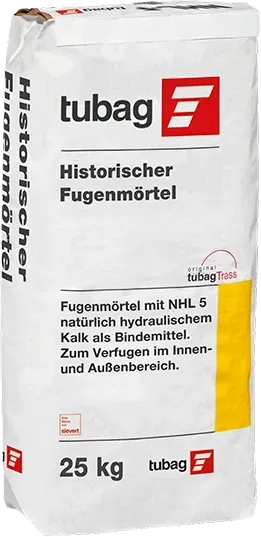 tubag
Historischer
Fugenmörtel
Historischer
Fugenmörtel
original
tubagTrass
Fugenmörtel mit NHL 5
natürlich hydraulischem
Kalk als Bindemittel.
Zum Verfugen im Innen-
und Außenbereich.
sievert
25 kg
tubag